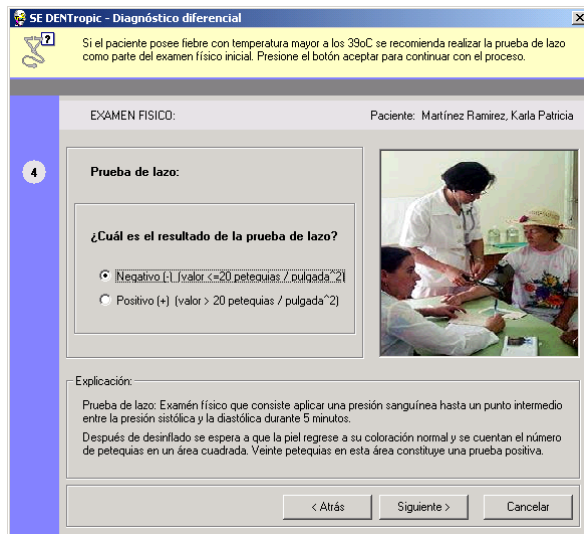 SE DENTropic - Diagnóstico diferencial
Si el paciente posee fiebre con temperatura mayor a los 39oC se recomienda realizar la prueba de lazo
como parte del examen físico inicial. Presione el botón aceptar para continuar con el proceso.
EXAMEN FISICO:
Paciente: Martínez Ramirez, Karla Patricia
4
Prueba de lazo:
¿Cuál es el resultado de la prueba de lazo?
Negativo (-) (valor <=20 petequias / pulgada^2)
Positivo (+) (valor > 20 petequias / pulgada^2)
Explicación:
Prueba de lazo: Examén físico que consiste aplicar una presión sanguínea hasta un punto intermedio
entre la presión sistólica y la diastólica durante 5 minutos.
Después de desinflado se espera a que la piel regrese a su coloración normal y se cuentan el número
de petequias en un área cuadrada. Veinte petequias en esta área constituye una prueba positiva.
< Atrás
Siguiente >
Cancelar